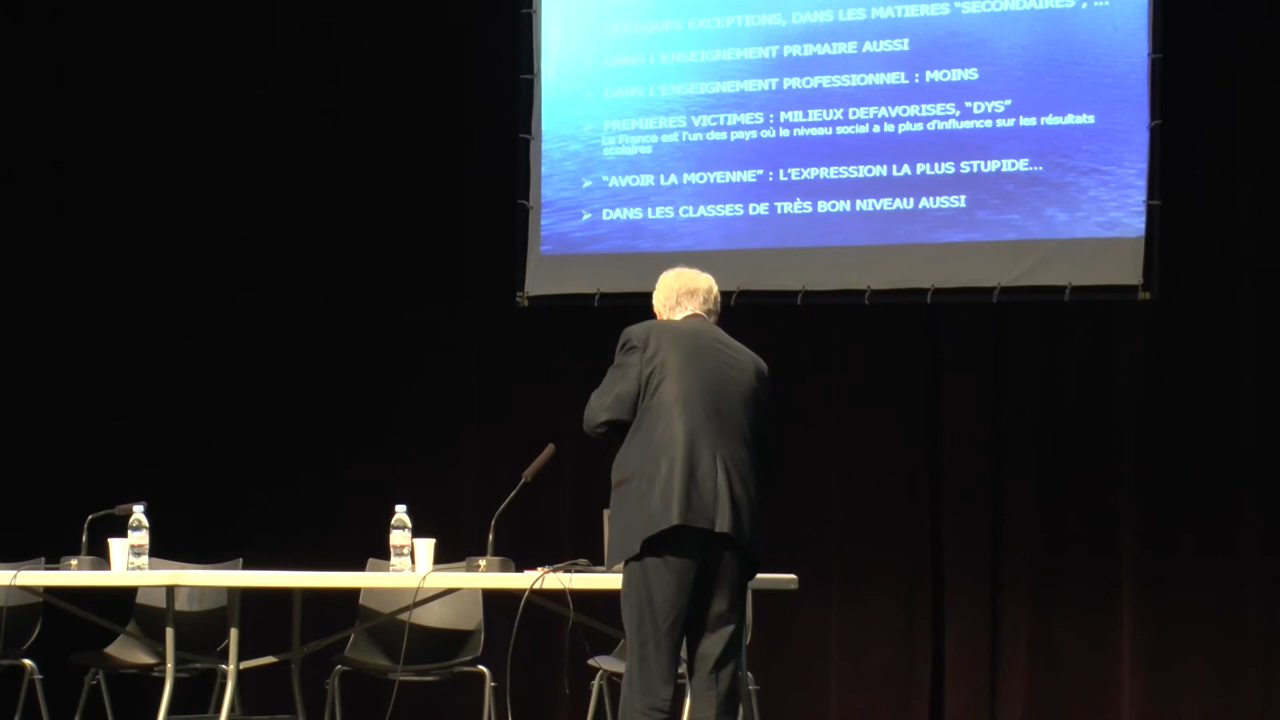 QUELQUES EXCEPTIONS, DANS LES MATIERES “SECONDAIRES”, ...
DANS L’ENSEIGNEMENT PRIMAIRE AUSSI
DANS L’ENSEIGNEMENT PROFESSIONNEL : MOINS
➢ PREMIERES VICTIMES : MILIEUX DEFAVORISES, “DYS”
La France est l’un des pays où le niveau social a le plus d’influence sur les résultats
scolaires
➢ “AVOIR LA MOYENNE” : L’EXPRESSION LA PLUS STUPIDE...
➢ DANS LES CLASSES DE TRÈS BON NIVEAU AUSSI